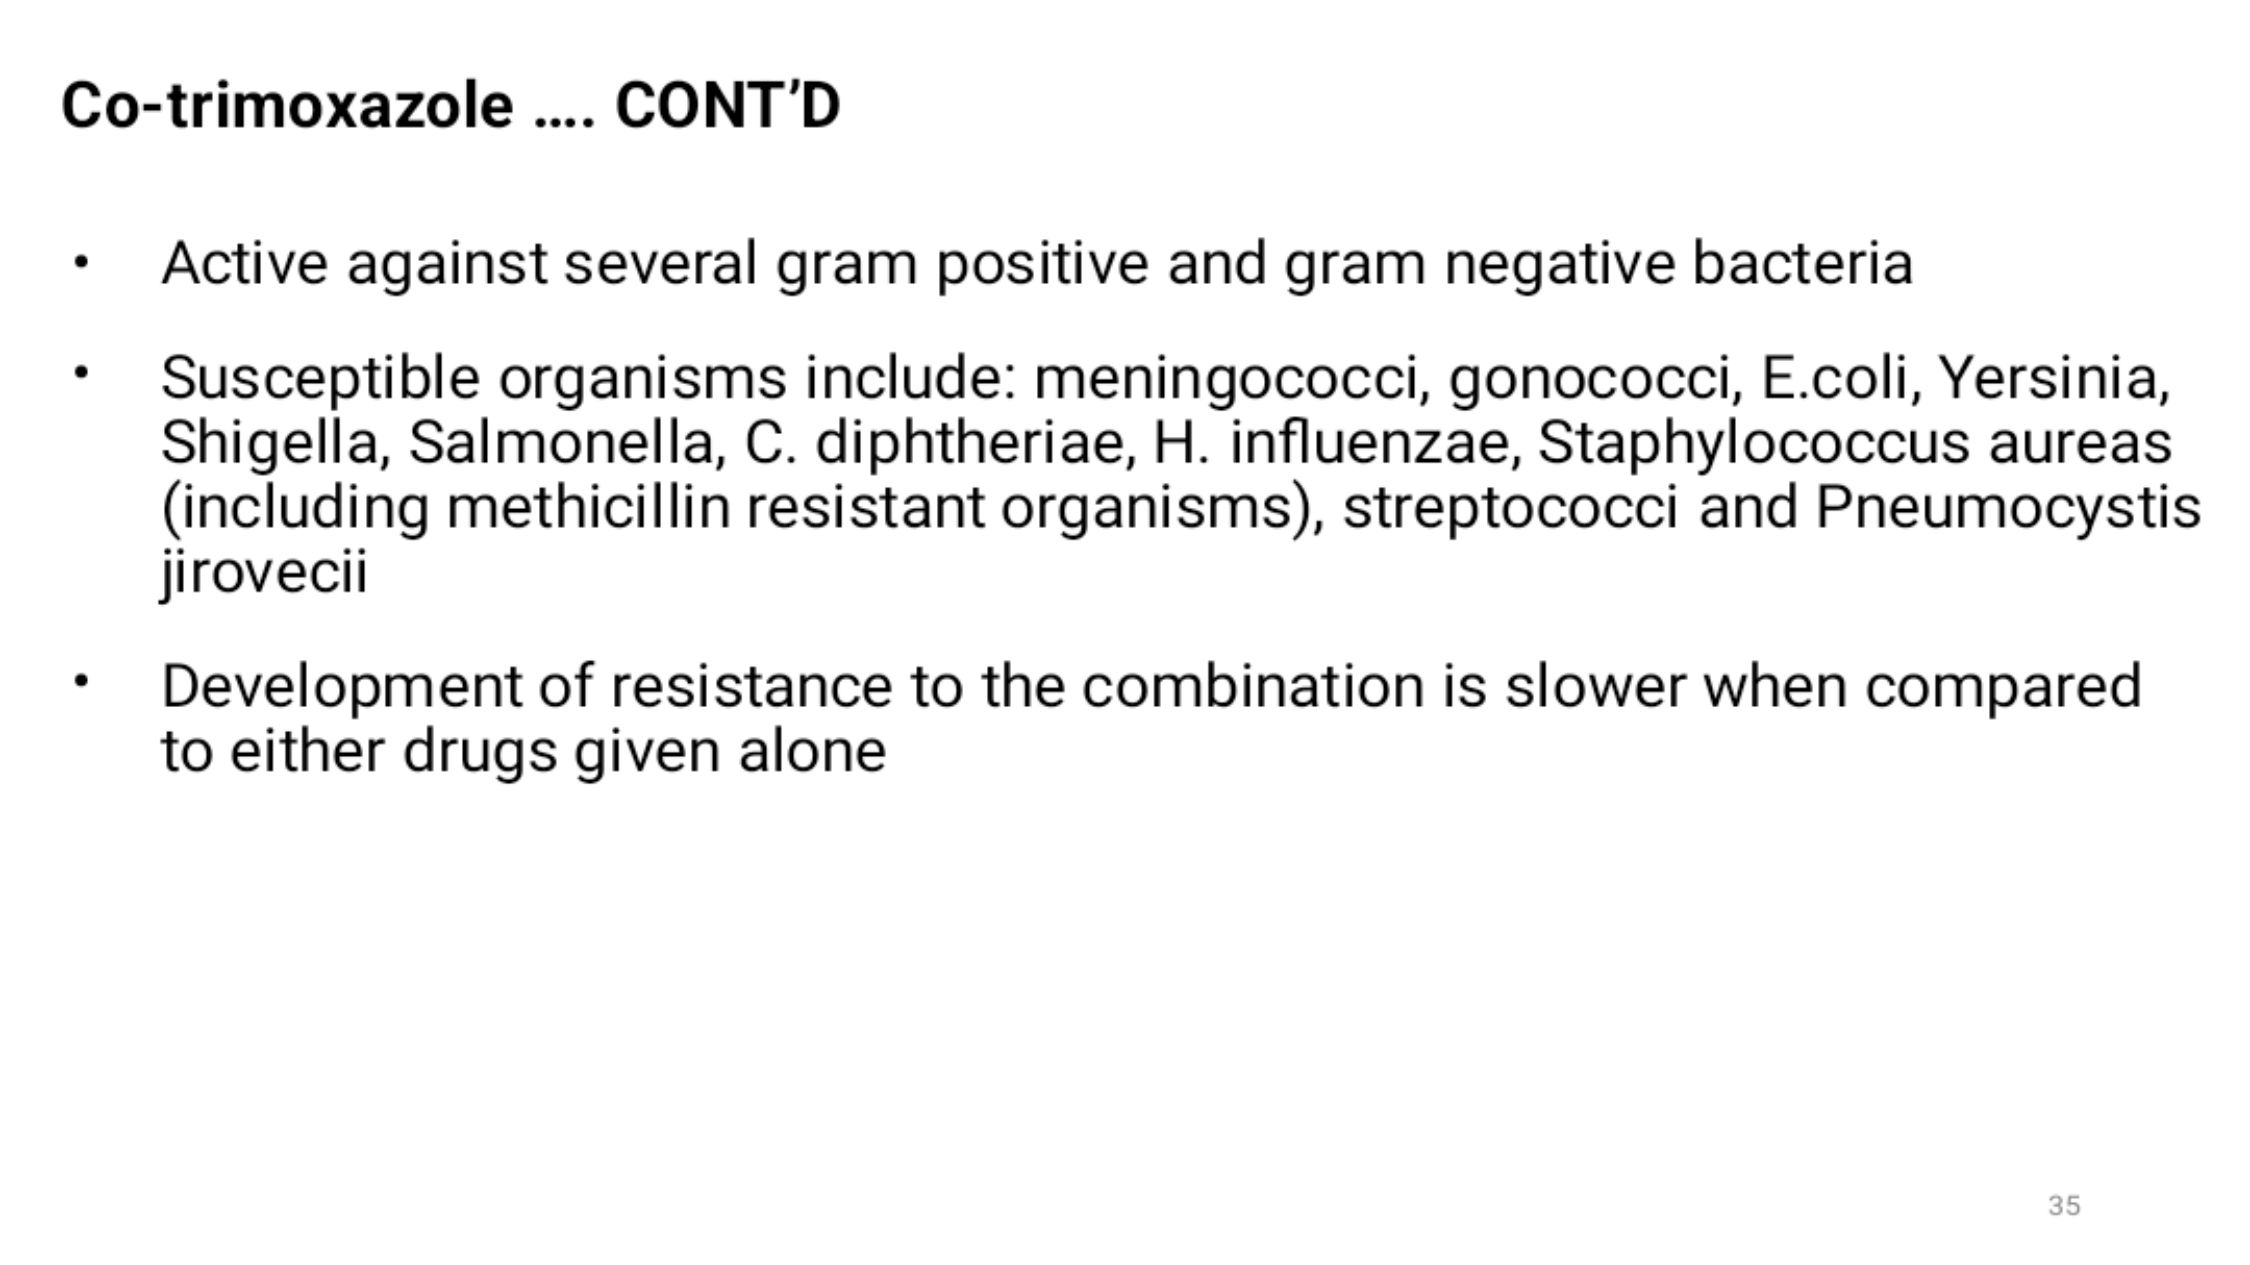 Co-trimoxazole .... CONT’D
• Active against several gram positive and gram negative bacteria
• Susceptible organisms include: meningococci, gonococci, E.coli, Yersinia,
Shigella, Salmonella, C. diphtheriae, H. influenzae, Staphylococcus aureas
(including methicillin resistant organisms), streptococci and Pneumocystis
jirovecii
• Development of resistance to the combination is slower when compared
to either drugs given alone
35